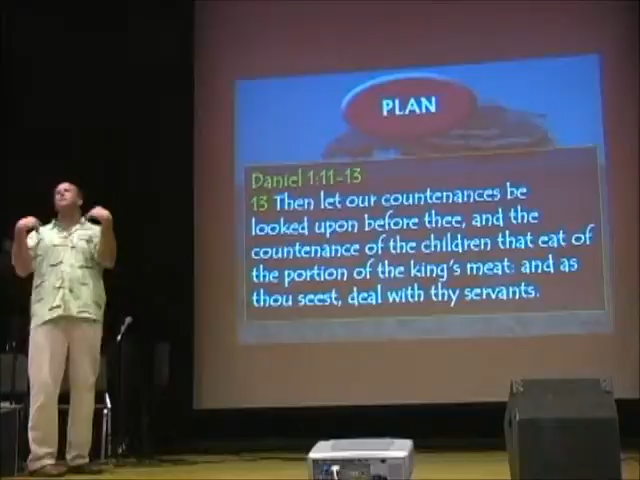 PLAN
Daniel 1:11-13
13 Then let our countenances be
looked upon before thee, and the
countenance of the children that eat of
the portion of the king's meat: and as
thou seest, deal with thy servants.